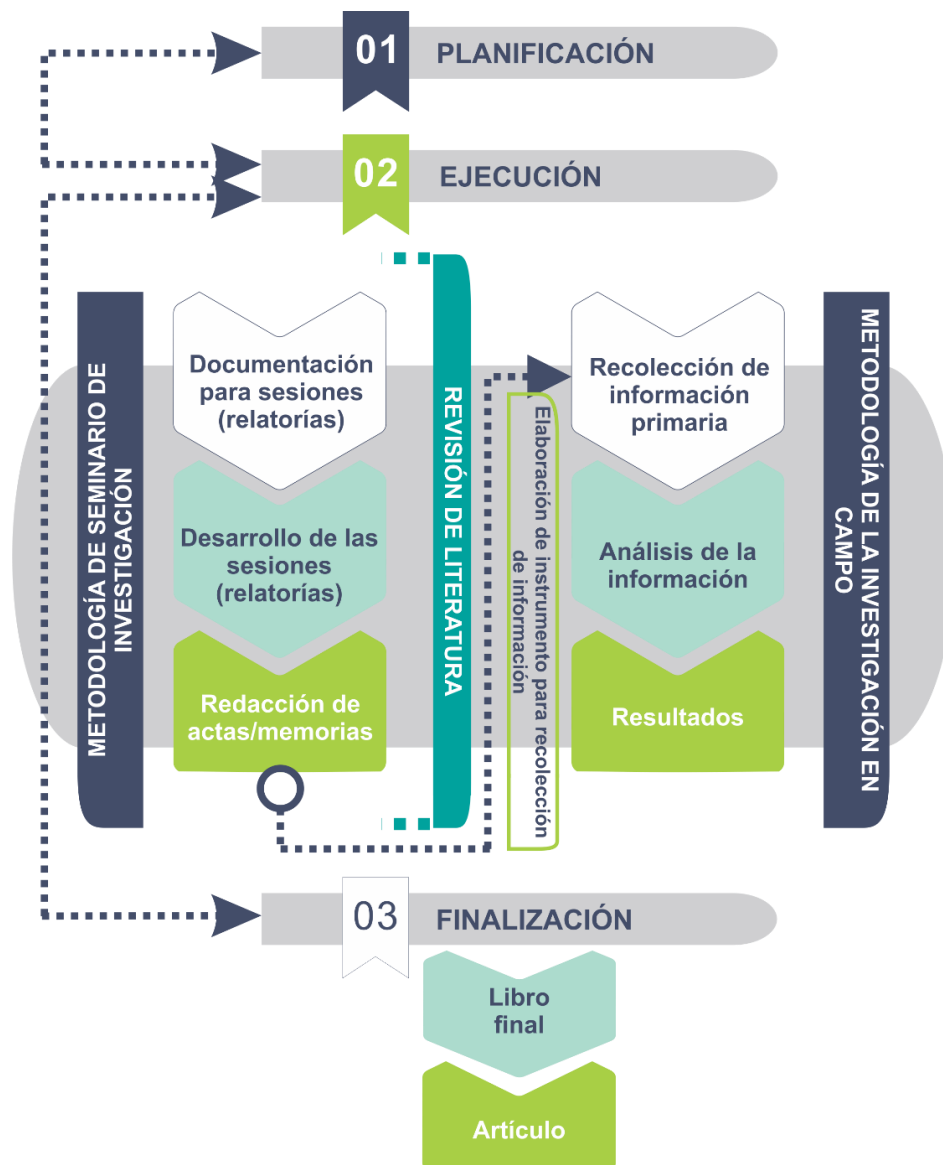 01 PLANIFICACIÓN
02 EJECUCIÓN
METODOLOGÍA DE SEMINARIO DE
INVESTIGACIÓN
Documentación
para sesiones
(relatorías)
Desarrollo de las
sesiones
(relatorías)
Redacción de
actas/memorias
REVISIÓN DE LITERATURA
Elaboración de instrumento para recolección
de información
Recolección de
información
primaria
Análisis de la
información
Resultados
METODOLOGÍA DE LA INVESTIGACIÓN EN
CAMPO
03 FINALIZACIÓN
Libro
final
Artículo